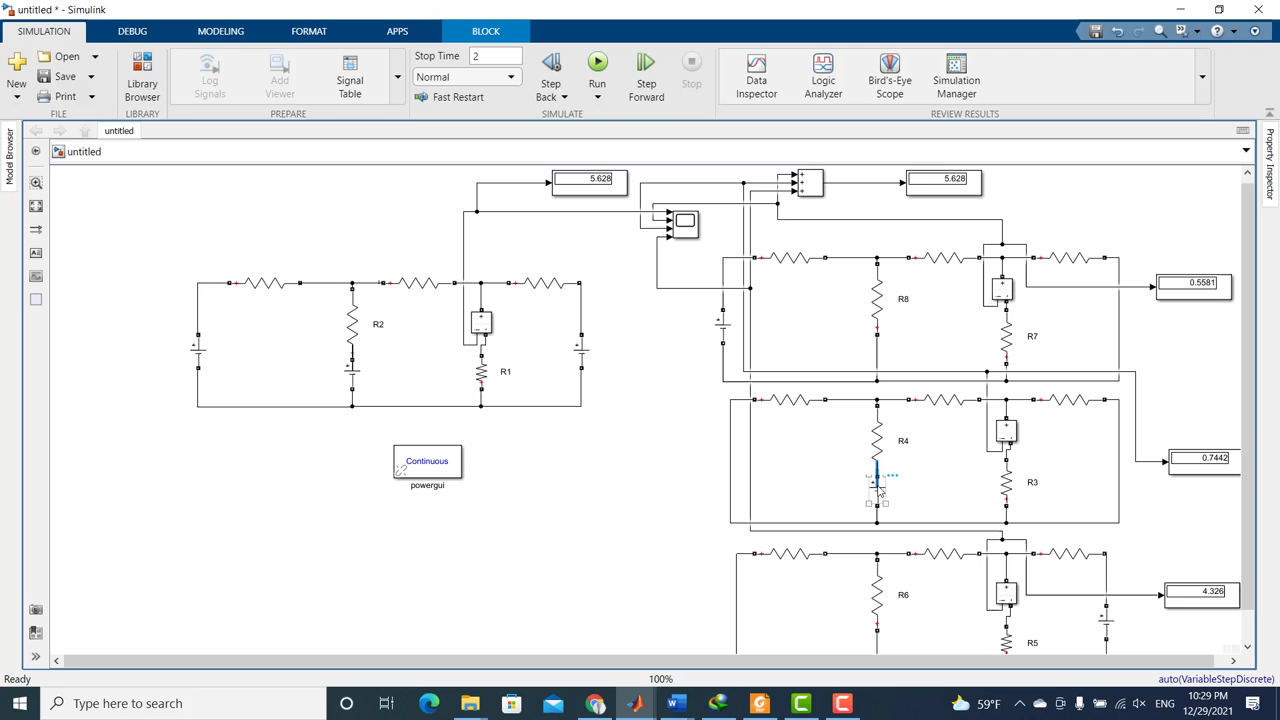 untitled * - Simulink
SIMULATION DEBUG MODELING FORMAT APPS BLOCK
New
Open
Save
Print
FILE
Library Browser
LIBRARY
Log Signals
Add Viewer
Signal Table
PREPARE
Stop Time 2
Normal
Fast Restart
Step Back
Run
Step Forward
Stop
SIMULATE
Data Inspector
Logic Analyzer
Bird's-Eye Scope
Simulation Manager
REVIEW RESULTS
Model Browser
untitled
untitled
Property Inspector
5.628
5.628
R8
0.5581
R2
R7
R1
R4
0.7442
Continuous
powergui
R3
R6
4.326
R5
Ready
100%
auto(VariableStepDiscrete)
Type here to search
59°F
ENG
10:29 PM
12/29/2021